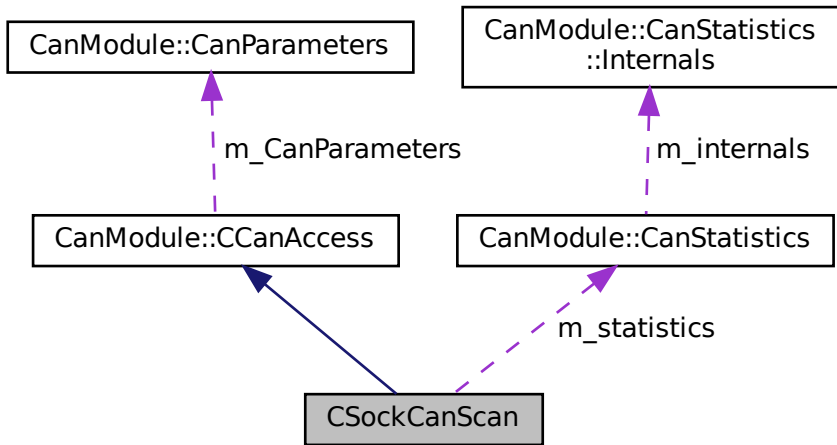 CanModule::CanParameters
CanModule::CanStatistics
::Internals
m_CanParameters
m_internals
CanModule::CCanAccess
CanModule::CanStatistics
m_statistics
CSockCanScan